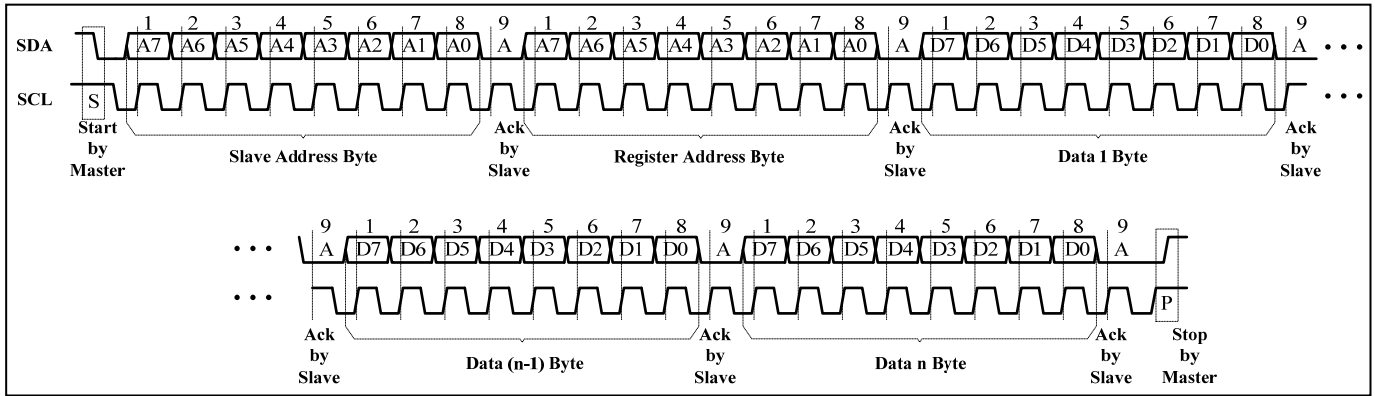 1 2 3 4 5 6 7 8 9 1 2 3 4 5 6 7 8 9 1 2 3 4 5 6 7 8 9
SDA A7 A6 A5 A4 A3 A2 A1 A0 A A7 A6 A5 A4 A3 A2 A1 A0 A D7 D6 D5 D4 D3 D2 D1 D0 A • • •
SCL S • • •
Start by Master
Slave Address Byte
Ack by Slave
Register Address Byte
Ack by Slave
Data 1 Byte
Ack by Slave
9 1 2 3 4 5 6 7 8 9 1 2 3 4 5 6 7 8 9
• • • A D7 D6 D5 D4 D3 D2 D1 D0 A D7 D6 D5 D4 D3 D2 D1 D0 A
• • • P
Ack by Slave
Data (n-1) Byte
Ack by Slave
Data n Byte
Ack by Slave
Stop by Master